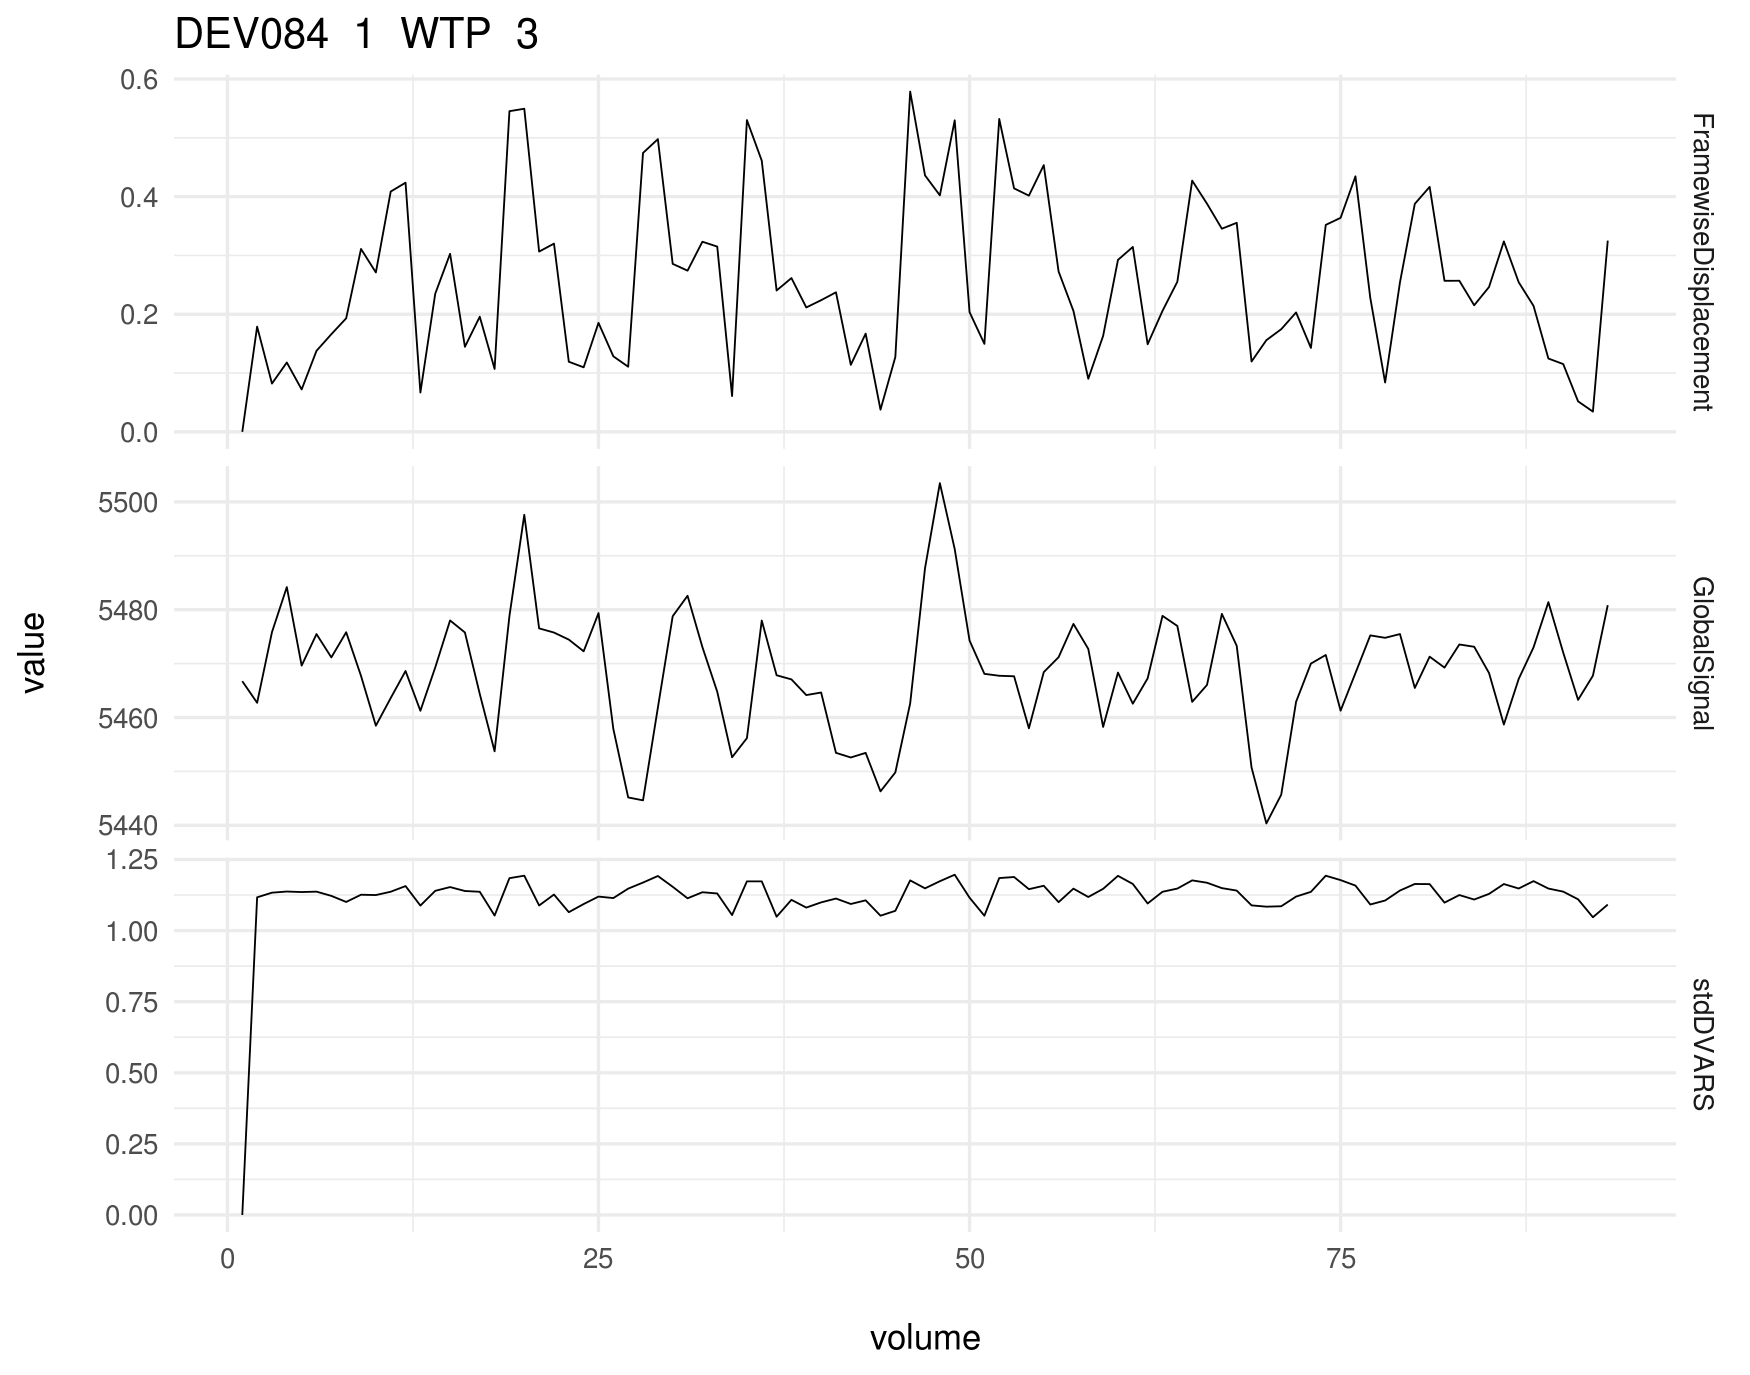 DEV084  1  WTP  3
0.6
0.4
0.2
0.0
FramewiseDisplacement
5500
5480
5460
5440
GlobalSignal
value
1.25
1.00
0.75
0.50
0.25
0.00
stdDVARS
0 25 50 75
volume